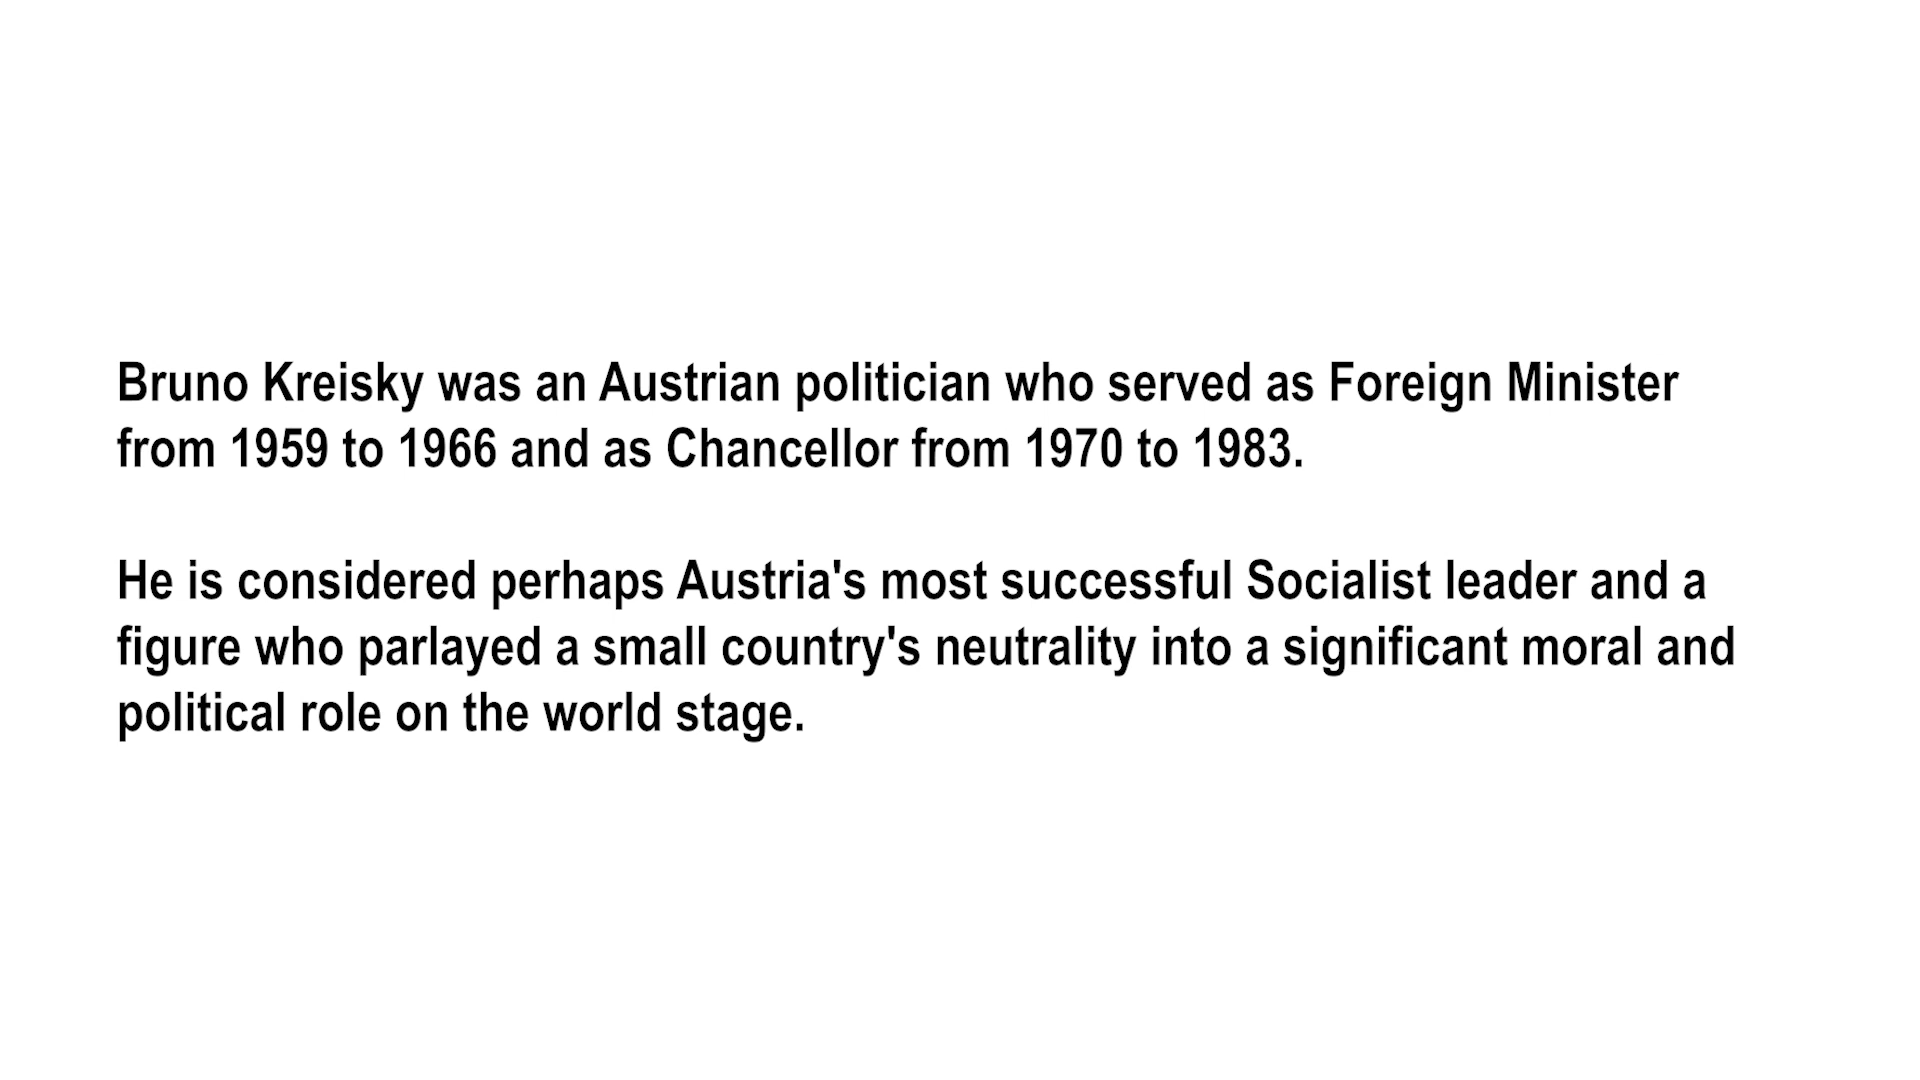 Bruno Kreisky was an Austrian politician who served as Foreign Minister
from 1959 to 1966 and as Chancellor from 1970 to 1983.
He is considered perhaps Austria's most successful Socialist leader and a
figure who parlayed a small country's neutrality into a significant moral and
political role on the world stage.